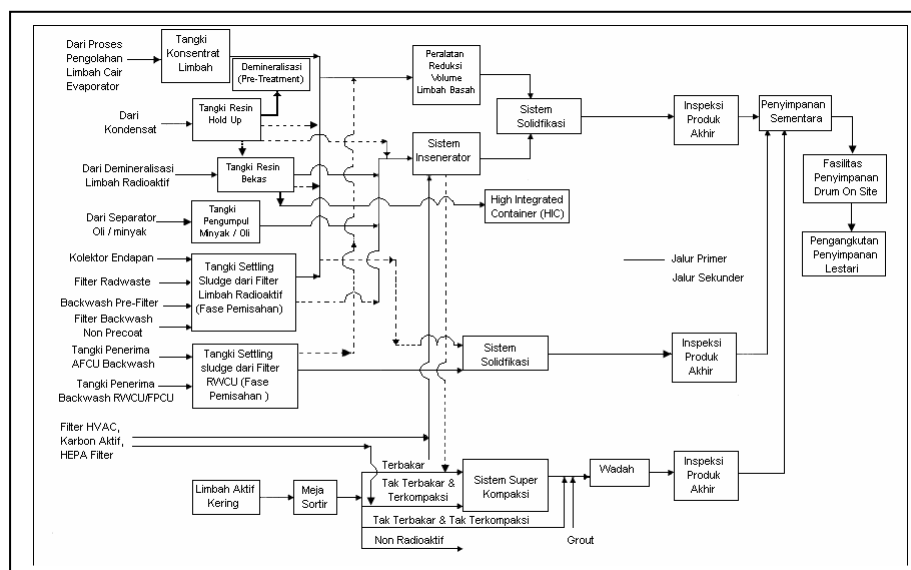 Dari Proses
Pengolahan
Limbah Cair
Evaporator
Tangki
Konsentrat
Limbah
Demineralisasi
(Pre-Treatment)
Peralatan
Reduksi
Volume
Limbah Basah
Dari
Kondensat
Tangki Resin
Hold Up
Sistem
Solidfikasi
Inspeksi
Produk
Akhir
Penyimpanan
Sementara
Sistem
Insenerator
Dari Demineralisasi
Limbah Radioaktif
Tangki Resin
Bekas
Fasilitas
Penyimpanan
Drum On Site
High Integrated
Container (HIC)
Dari Separator
Oli / minyak
Tangki
Pengumpul
Minyak / Oli
Pengangkutan
Penyimpanan
Lestari
Jalur Primer
Jalur Sekunder
Kolektor Endapan
Filter Radwaste
Backwash Pre-Filter
Filter Backwash
Non Precoat
Tangki Settling
Sludge dari Filter
Limbah Radioaktif
(Fase Pemisahan)
Tangki Penerima
AFCU Backwash
Tangki Penerima
Backwash RWCU/FPCU
Tangki Settling
sludge dari Filter
RWCU (Fase
Pemisahan )
Sistem
Solidfikasi
Inspeksi
Produk
Akhir
Filter HVAC,
Karbon Aktif,
HEPA Filter
Limbah Aktif
Kering
Meja
Sortir
Terbakar
Tak Terbakar &
Terkompaksi
Tak Terbakar & Tak Terkompaksi
Non Radioaktif
Sistem Super
Kompaksi
Grout
Wadah
Inspeksi
Produk
Akhir